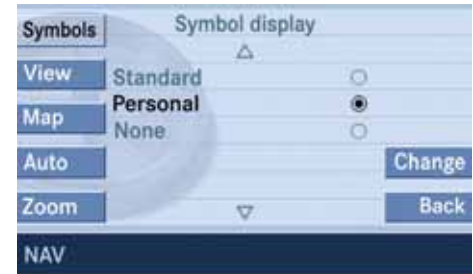 Symbols
Symbol display
View
Standard
Map
Personal
None
Auto
Change
Zoom
Back
NAV